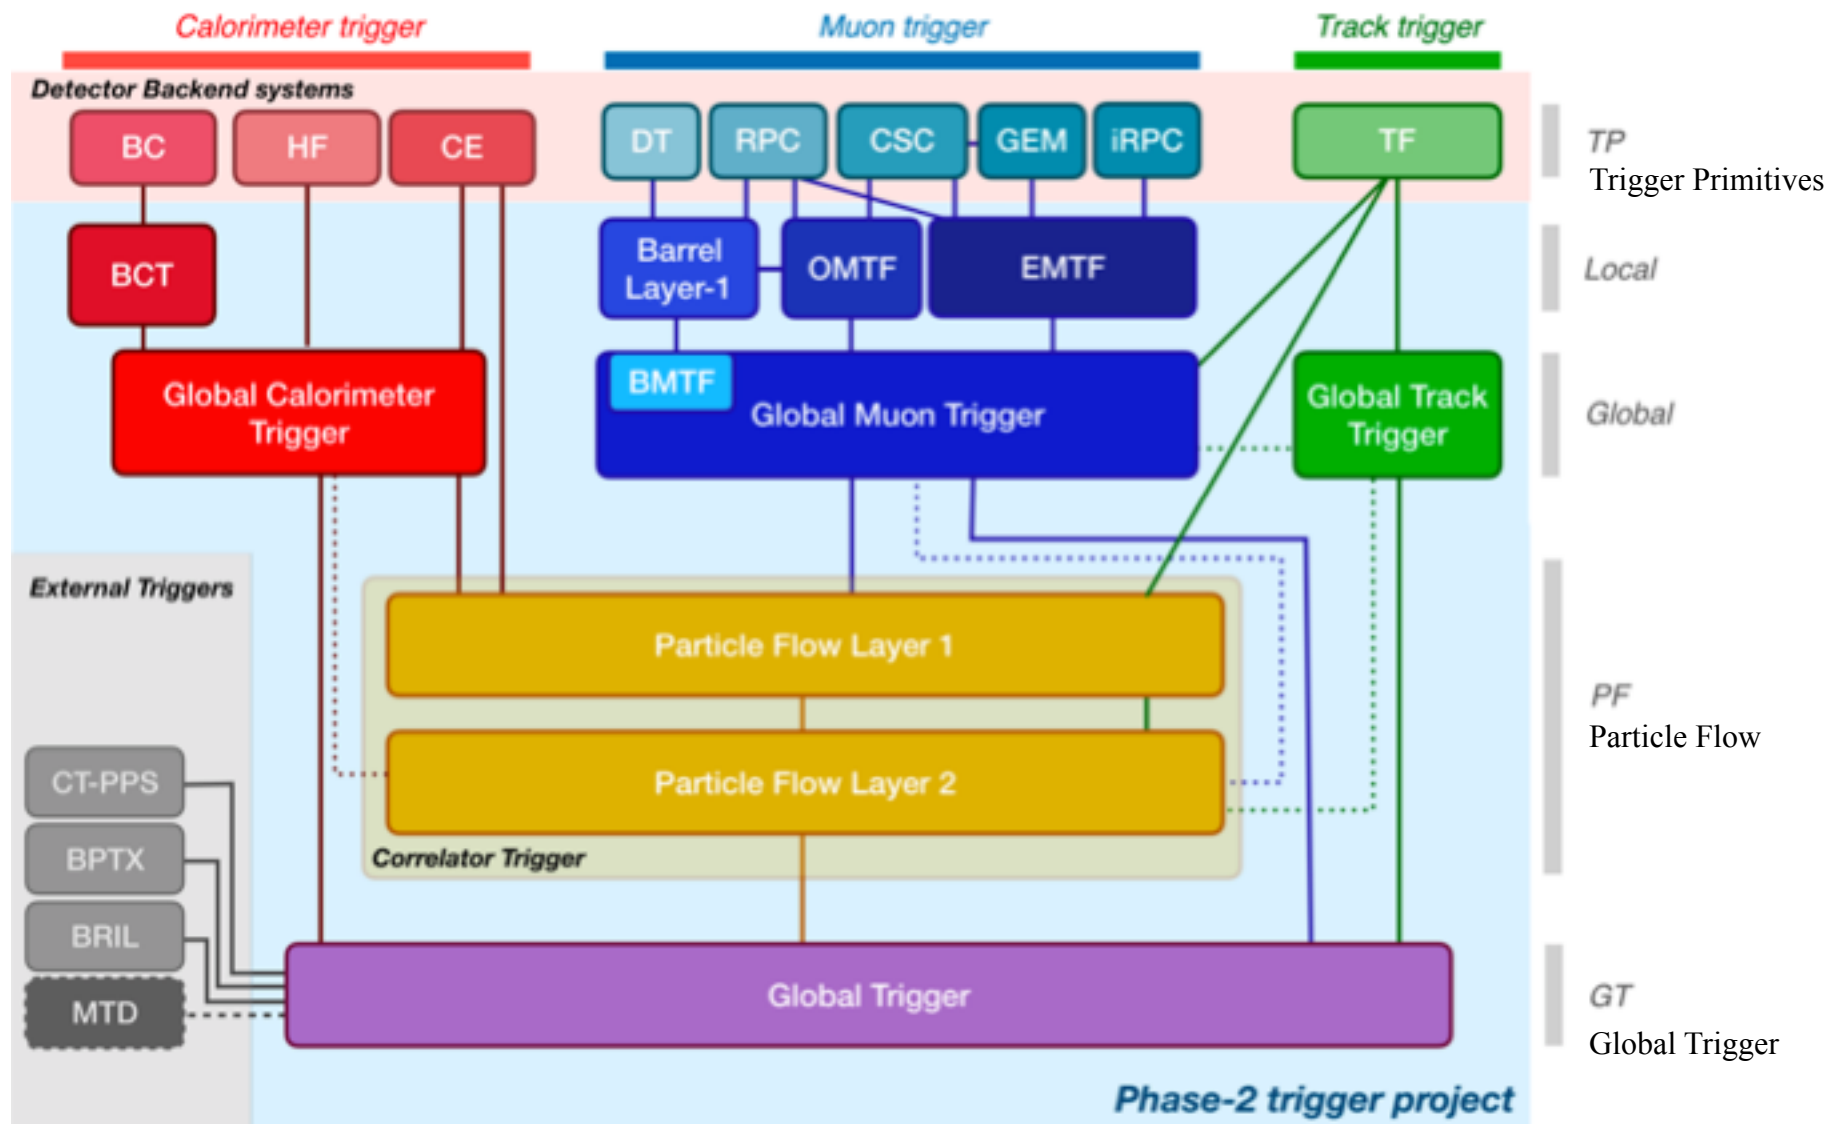 Calorimeter trigger
Muon trigger
Track trigger
Detector Backend systems
BC
HF
CE
DT
RPC
CSC
GEM
iRPC
TF
TP
Trigger Primitives
BCT
Barrel
Layer-1
OMTF
EMTF
Local
Global Calorimeter
Trigger
BMTF
Global Muon Trigger
Global Track
Trigger
Global
External Triggers
Particle Flow Layer 1
PF
Particle Flow
CT-PPS
Particle Flow Layer 2
BPTX
Correlator Trigger
BRIL
MTD
Global Trigger
GT
Global Trigger
Phase-2 trigger project